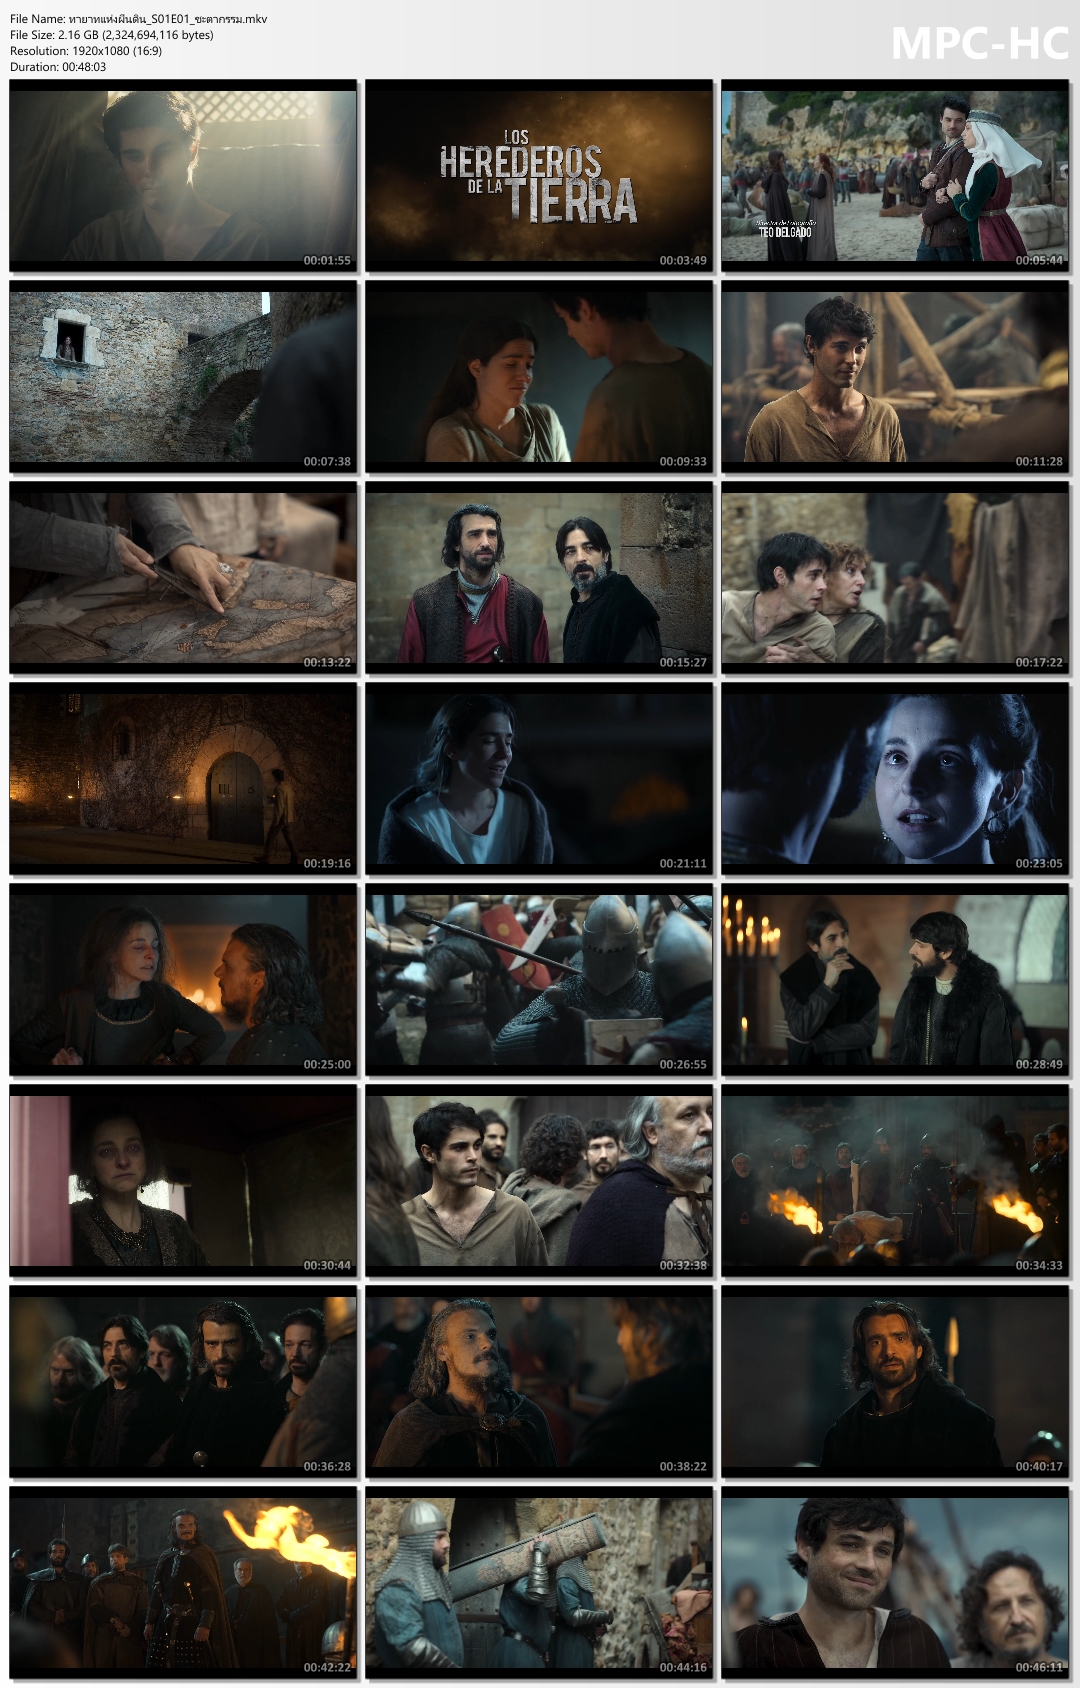 File Name: ทายาทแห่งผืนดิน_S01E01_ชะตากรรม.mkv
File Size: 2.16 GB (2,324,694,116 bytes)
Resolution: 1920x1080 (16:9)
Duration: 00:48:03
MPC-HC
00:01:55
LOS
HEREDEROS
DE LA TIERRA
00:03:49
Director de Fotografía
TEO DELGADO
00:05:44
00:07:38
00:09:33
00:11:28
00:13:22
00:15:27
00:17:22
00:19:16
00:21:11
00:23:05
00:25:00
00:26:55
00:28:49
00:30:44
00:32:38
00:34:33
00:36:28
00:38:22
00:40:17
00:42:22
00:44:16
00:46:11